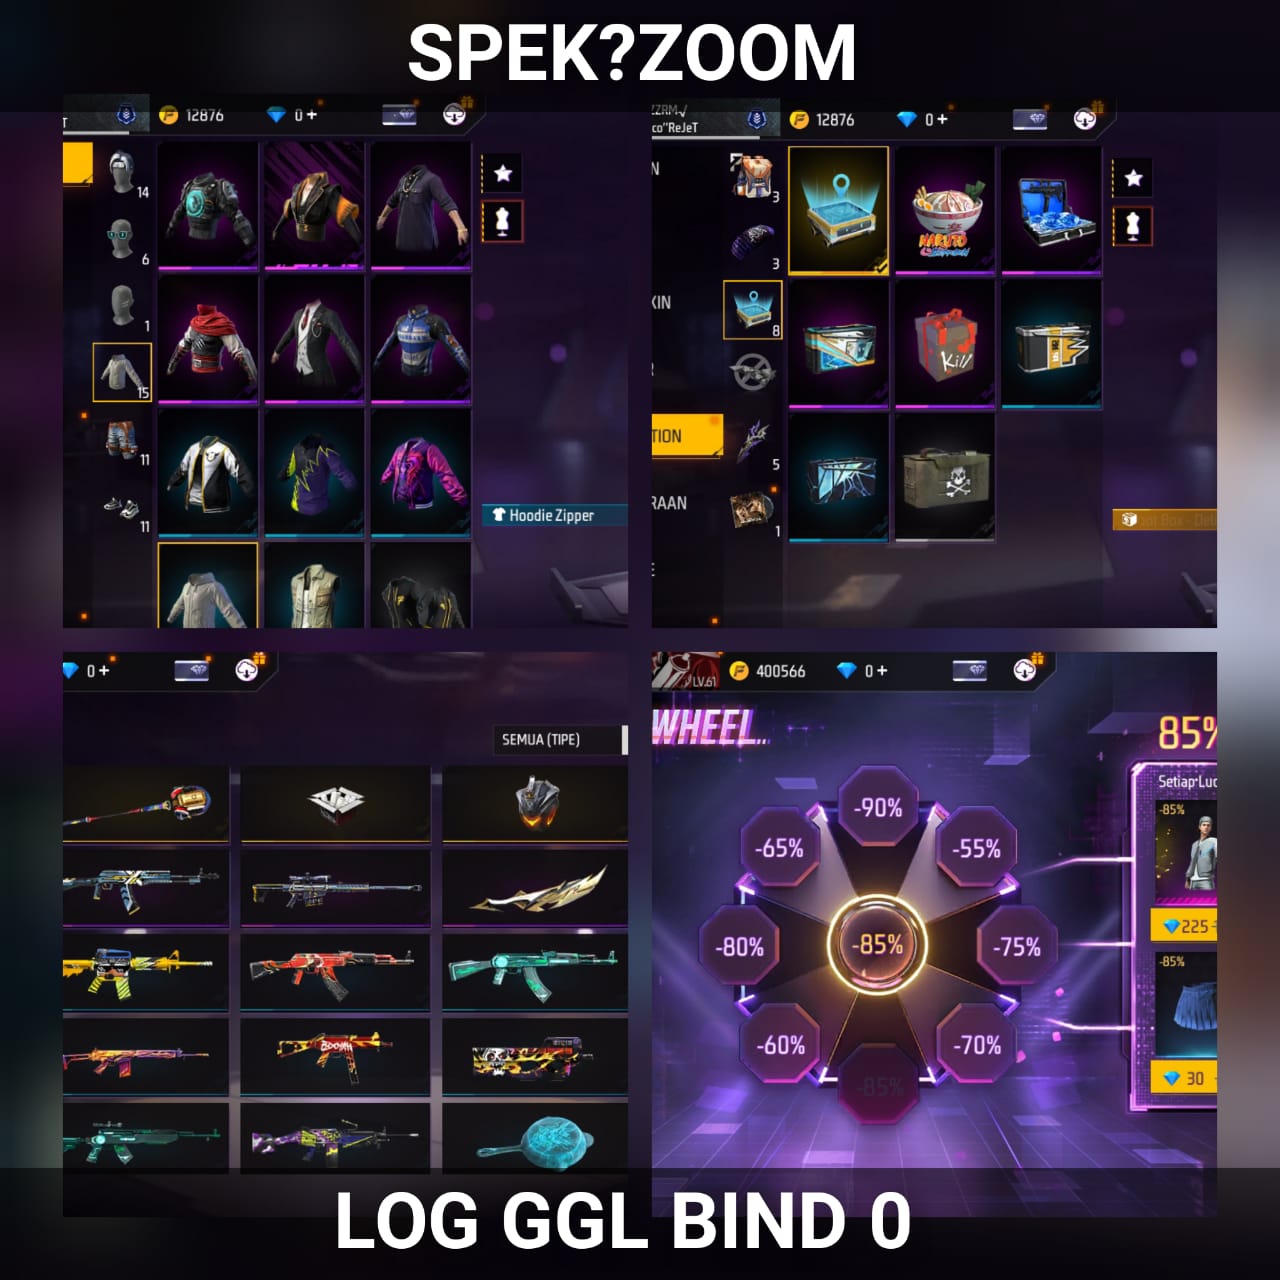 SPEK?ZOOM
T
12876
0+
14
6
1
15
11
11
Hoodie Zipper
ZZRM√
co"ReJeT
12876
0+
N
3
3
KIN
8
R
TION
5
RAAN
1
E
NARUTO
Kill
0+
SEMUA (TIPE)
BOOYAH
LV.61
400566
0+
WHEEL..
85%
Setiap Luc
-90%
-65%
-55%
-85%
-80%
-85%
-75%
225
-85%
-60%
-70%
-85%
30
LOG GGL BIND 0